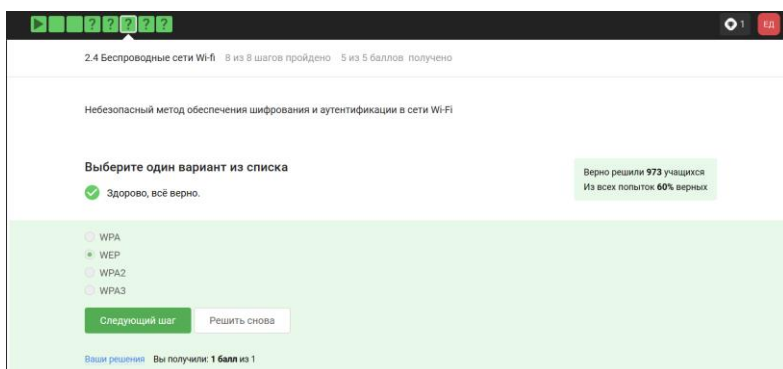 ? ? ? ? ?
1 ЕД
2.4 Беспроводные сети Wi-fi 8 из 8 шагов пройдено 5 из 5 баллов получено
Небезопасный метод обеспечения шифрования и аутентификации в сети Wi-Fi
Выберите один вариант из списка
Здорово, всё верно.
Верно решили 973 учащихся
Из всех попыток 60% верных
WPA
WEP
WPA2
WPA3
Следующий шаг Решить снова
Ваши решения Вы получили: 1 балл из 1